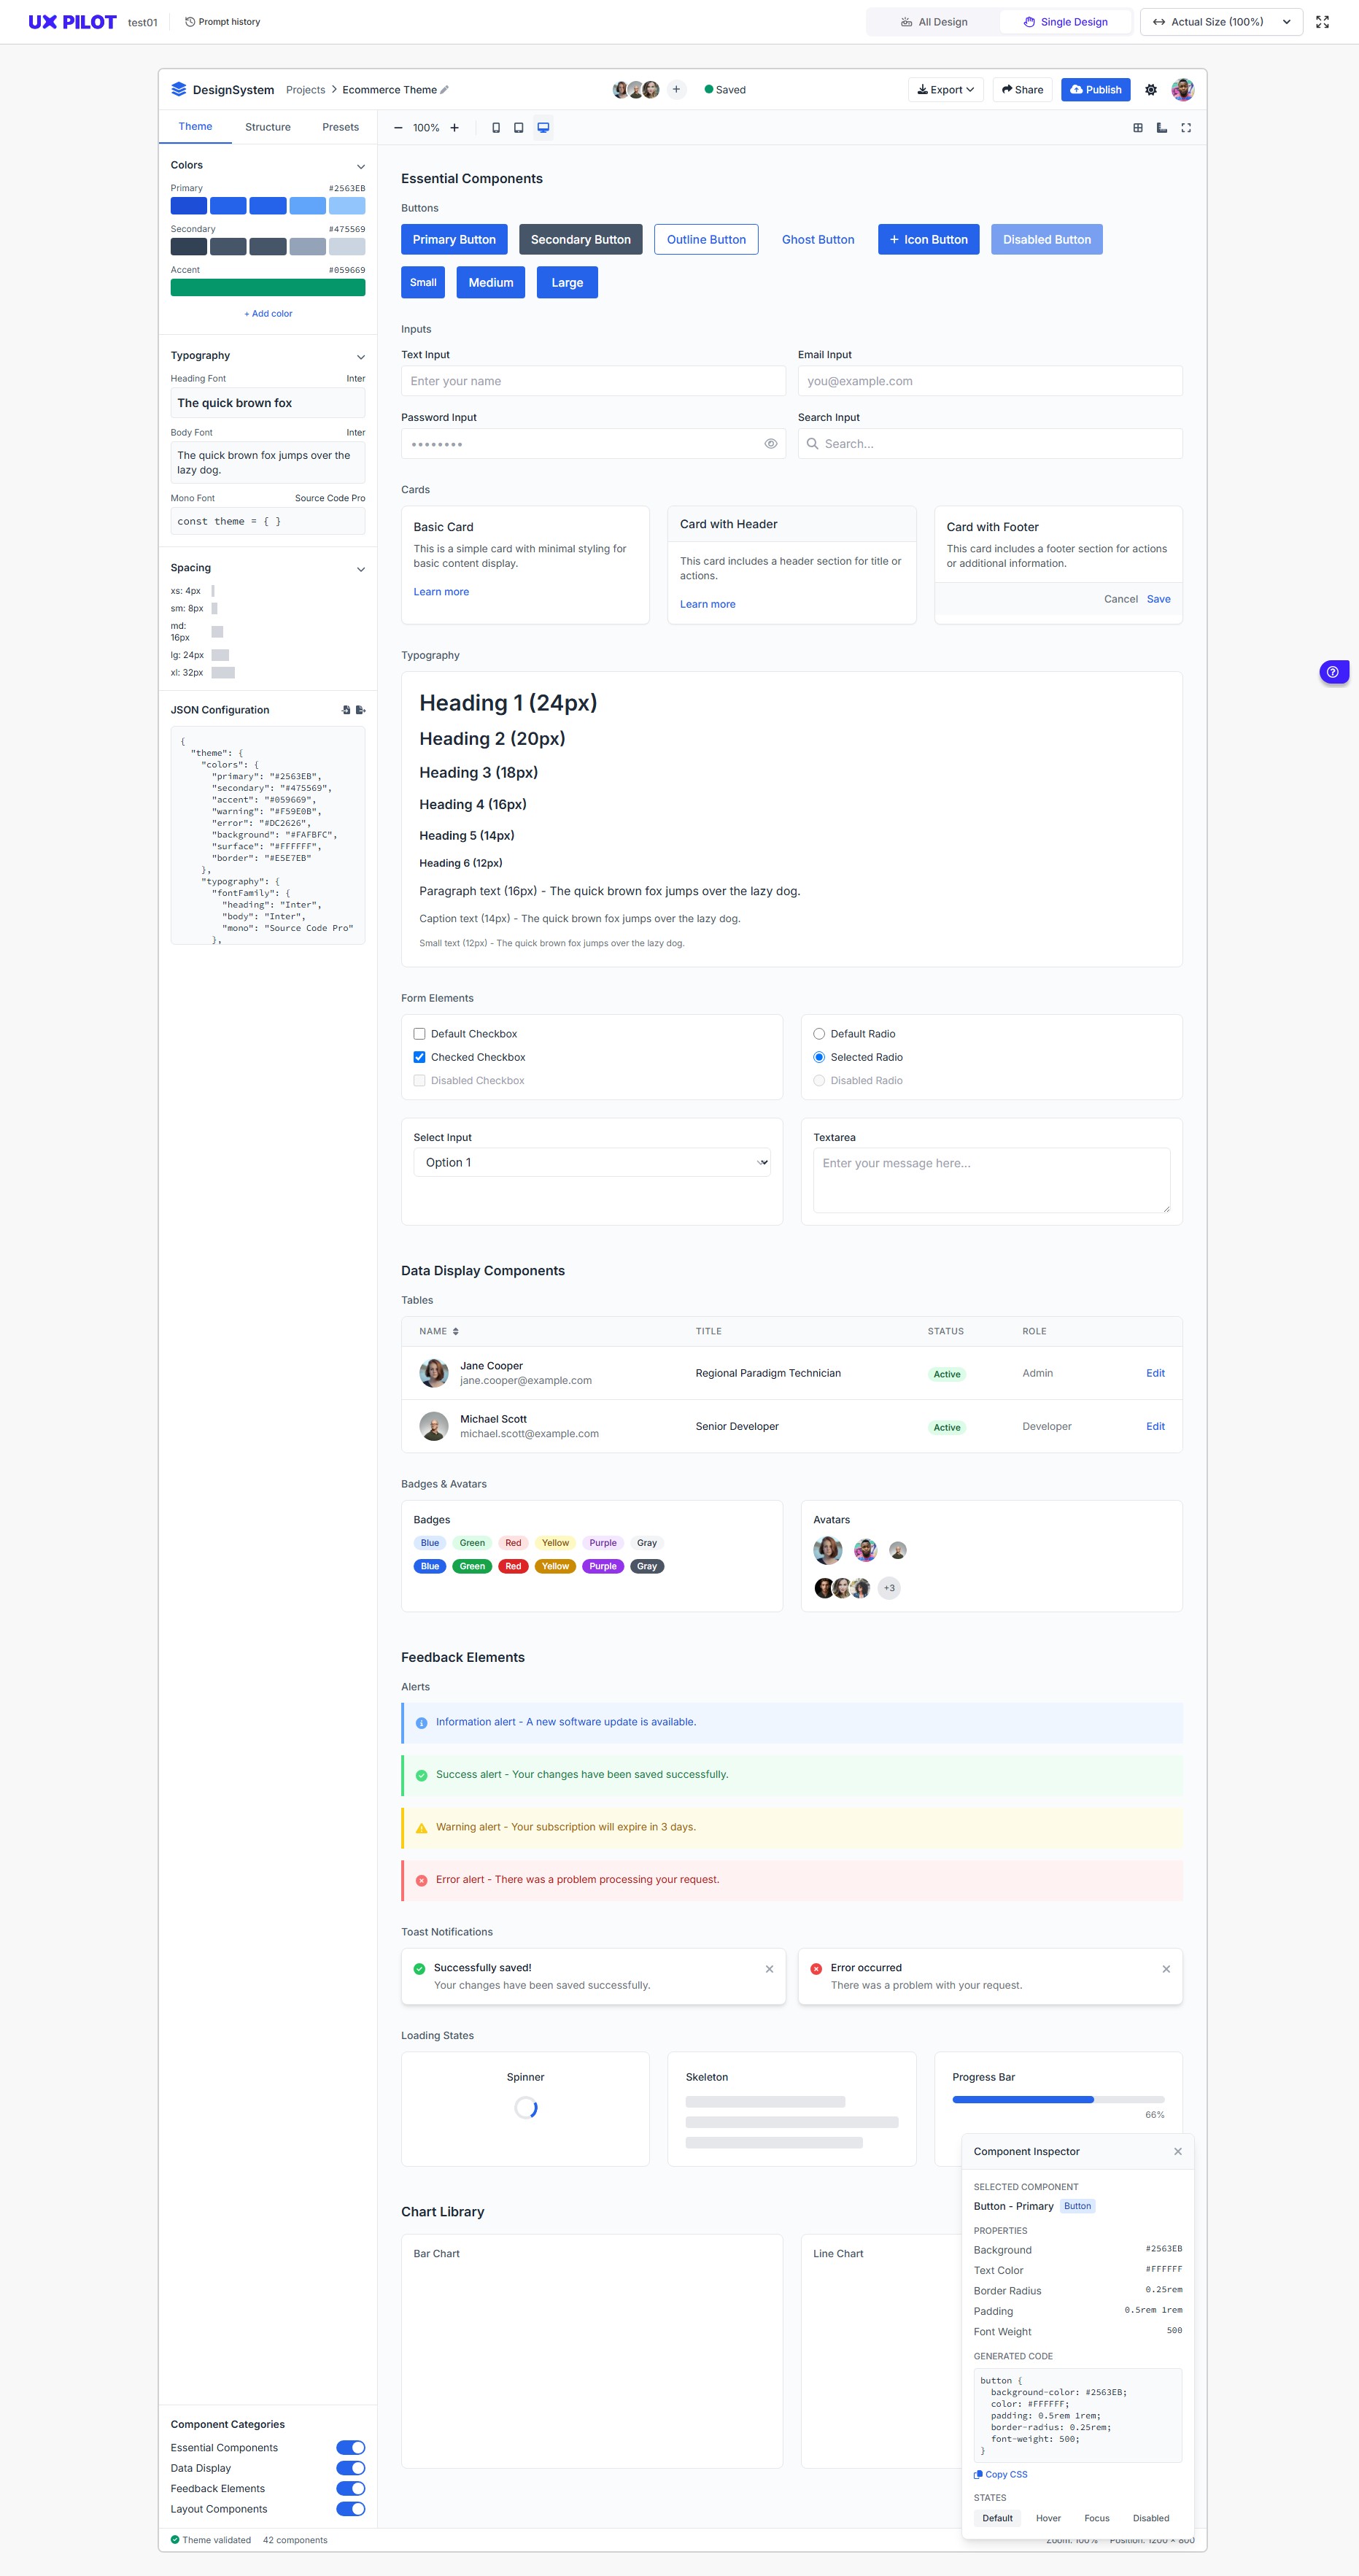 UX PILOT
test01
Prompt history
All Design
Single Design
Actual Size (100%)
DesignSystem
Projects
Ecommerce Theme
+
Saved
Export
Share
Publish
Theme
Structure
Presets
100%
Colors
Primary
#2563EB
Secondary
#475569
Accent
#059669
+ Add color
Typography
Heading Font
Inter
The quick brown fox
Body Font
Inter
The quick brown fox jumps over the
lazy dog.
Mono Font
Source Code Pro
const theme = { }
Spacing
xs: 4px
sm: 8px
md:
16px
lg: 24px
xl: 32px
JSON Configuration
{
"theme": {
"colors": {
"primary": "#2563EB",
"secondary": "#475569",
"accent": "#059669",
"warning": "#F59E0B",
"error": "#DC2626",
"background": "#FAFBFC",
"surface": "#FFFFFF",
"border": "#E5E7EB"
},
"typography": {
"fontFamily": {
"heading": "Inter",
"body": "Inter",
"mono": "Source Code Pro"
},
Component Categories
Essential Components
Data Display
Feedback Elements
Layout Components
Essential Components
Buttons
Primary Button
Secondary Button
Outline Button
Ghost Button
+ Icon Button
Disabled Button
Small
Medium
Large
Inputs
Text Input
Enter your name
Email Input
you@example.com
Password Input
••••••••
Search Input
Search...
Cards
Basic Card
This is a simple card with minimal styling for
basic content display.
Learn more
Card with Header
This card includes a header section for title or
actions.
Learn more
Card with Footer
This card includes a footer section for actions
or additional information.
Cancel
Save
Typography
Heading 1 (24px)
Heading 2 (20px)
Heading 3 (18px)
Heading 4 (16px)
Heading 5 (14px)
Heading 6 (12px)
Paragraph text (16px) - The quick brown fox jumps over the lazy dog.
Caption text (14px) - The quick brown fox jumps over the lazy dog.
Small text (12px) - The quick brown fox jumps over the lazy dog.
Form Elements
Default Checkbox
Checked Checkbox
Disabled Checkbox
Default Radio
Selected Radio
Disabled Radio
Select Input
Option 1
Textarea
Enter your message here...
Data Display Components
Tables
NAME
TITLE
STATUS
ROLE
Jane Cooper
jane.cooper@example.com
Regional Paradigm Technician
Active
Admin
Edit
Michael Scott
michael.scott@example.com
Senior Developer
Active
Developer
Edit
Badges & Avatars
Badges
Blue
Green
Red
Yellow
Purple
Gray
Blue
Green
Red
Yellow
Purple
Gray
Avatars
+3
Feedback Elements
Alerts
Information alert - A new software update is available.
Success alert - Your changes have been saved successfully.
Warning alert - Your subscription will expire in 3 days.
Error alert - There was a problem processing your request.
Toast Notifications
Successfully saved!
Your changes have been saved successfully.
Error occurred
There was a problem with your request.
Loading States
Spinner
Skeleton
Progress Bar
66%
Chart Library
Bar Chart
Line Chart
Component Inspector
SELECTED COMPONENT
Button - Primary
Button
PROPERTIES
Background
#2563EB
Text Color
#FFFFFF
Border Radius
0.25rem
Padding
0.5rem 1rem
Font Weight
500
GENERATED CODE
button {
background-color: #2563EB;
color: #FFFFFF;
padding: 0.5rem 1rem;
border-radius: 0.25rem;
font-weight: 500;
}
Copy CSS
STATES
Default
Hover
Focus
Disabled
Theme validated
42 components
Zoom: 100%
Position: 1200 × 800